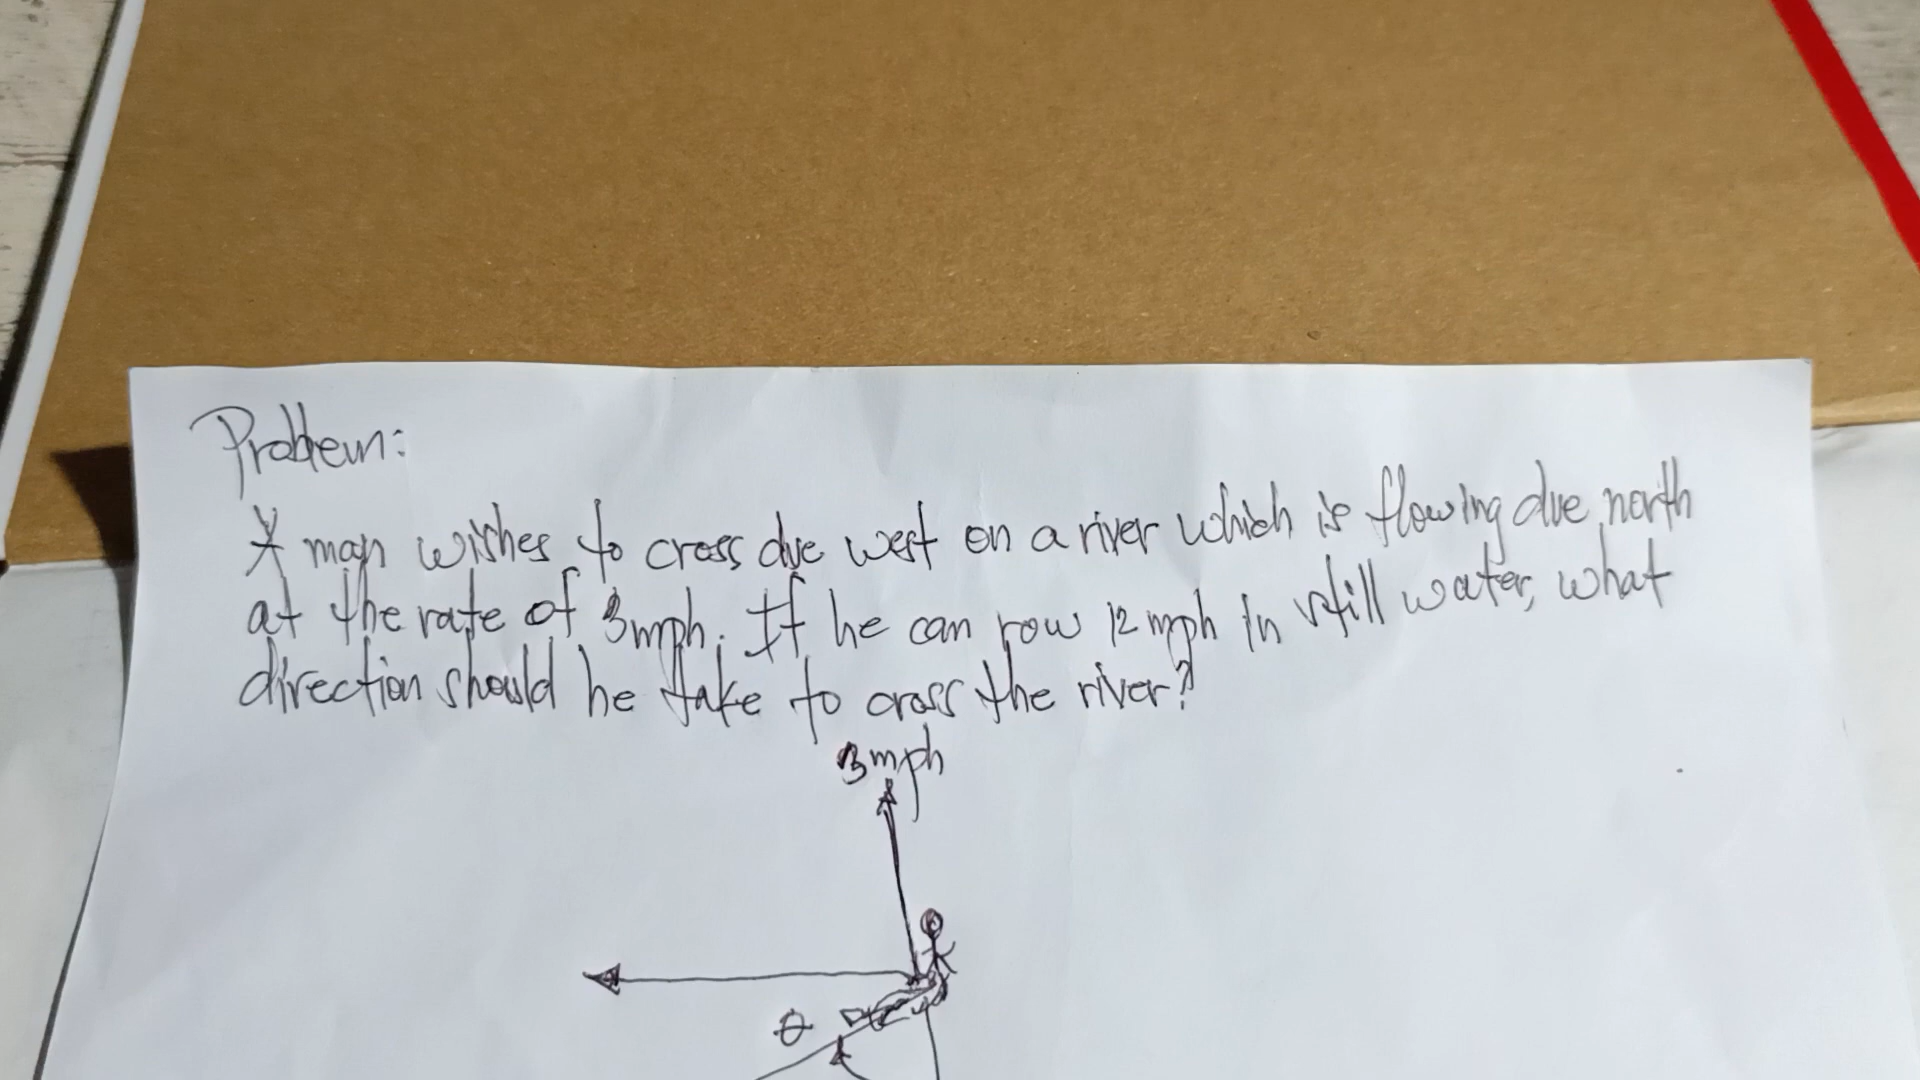 Problem:
A man wishes to cross due west on a river which is flowing due north
at the rate of 3mph. If he can row 12 mph in still water, what
direction should he take to cross the river?
3mph
θ